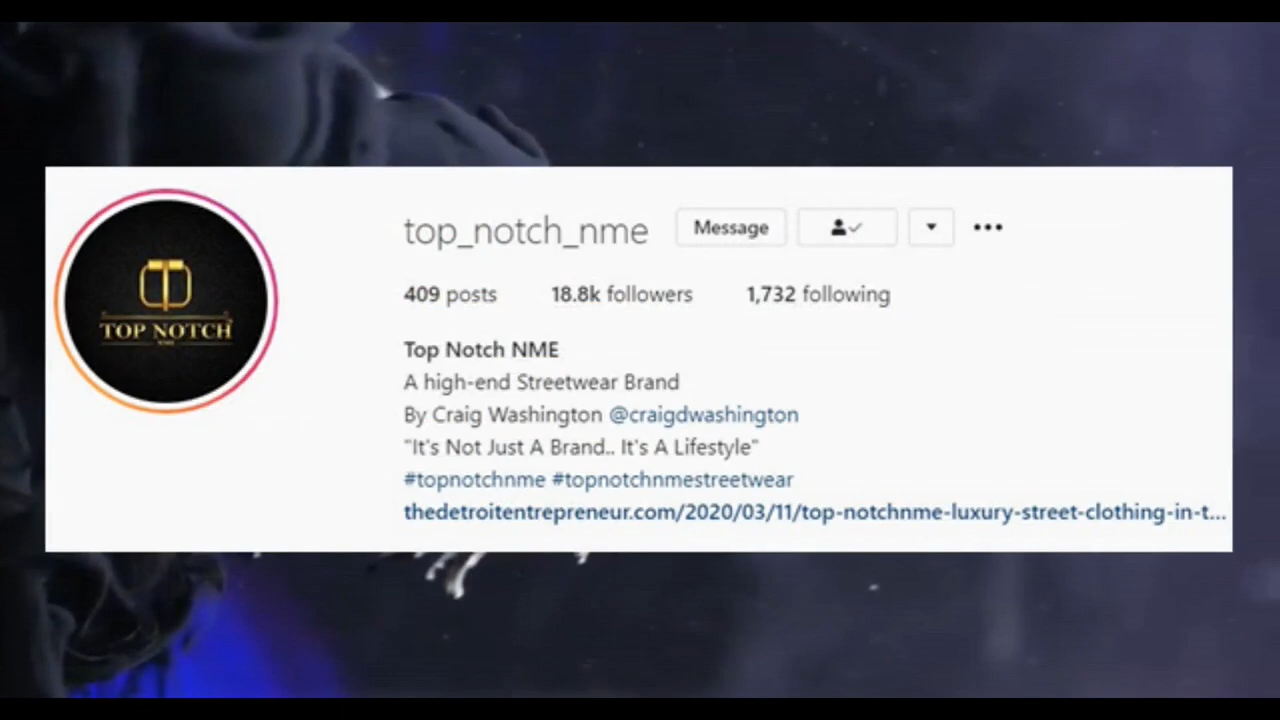 top_notch_nme Message
409 posts 18.8k followers 1,732 following
TOP NOTCH
NME
Top Notch NME
A high-end Streetwear Brand
By Craig Washington @craigdwashington
"It's Not Just A Brand.. It's A Lifestyle"
#topnotchnme #topnotchnmestreetwear
thedetroitentrepreneur.com/2020/03/11/top-notchnme-luxury-street-clothing-in-t...